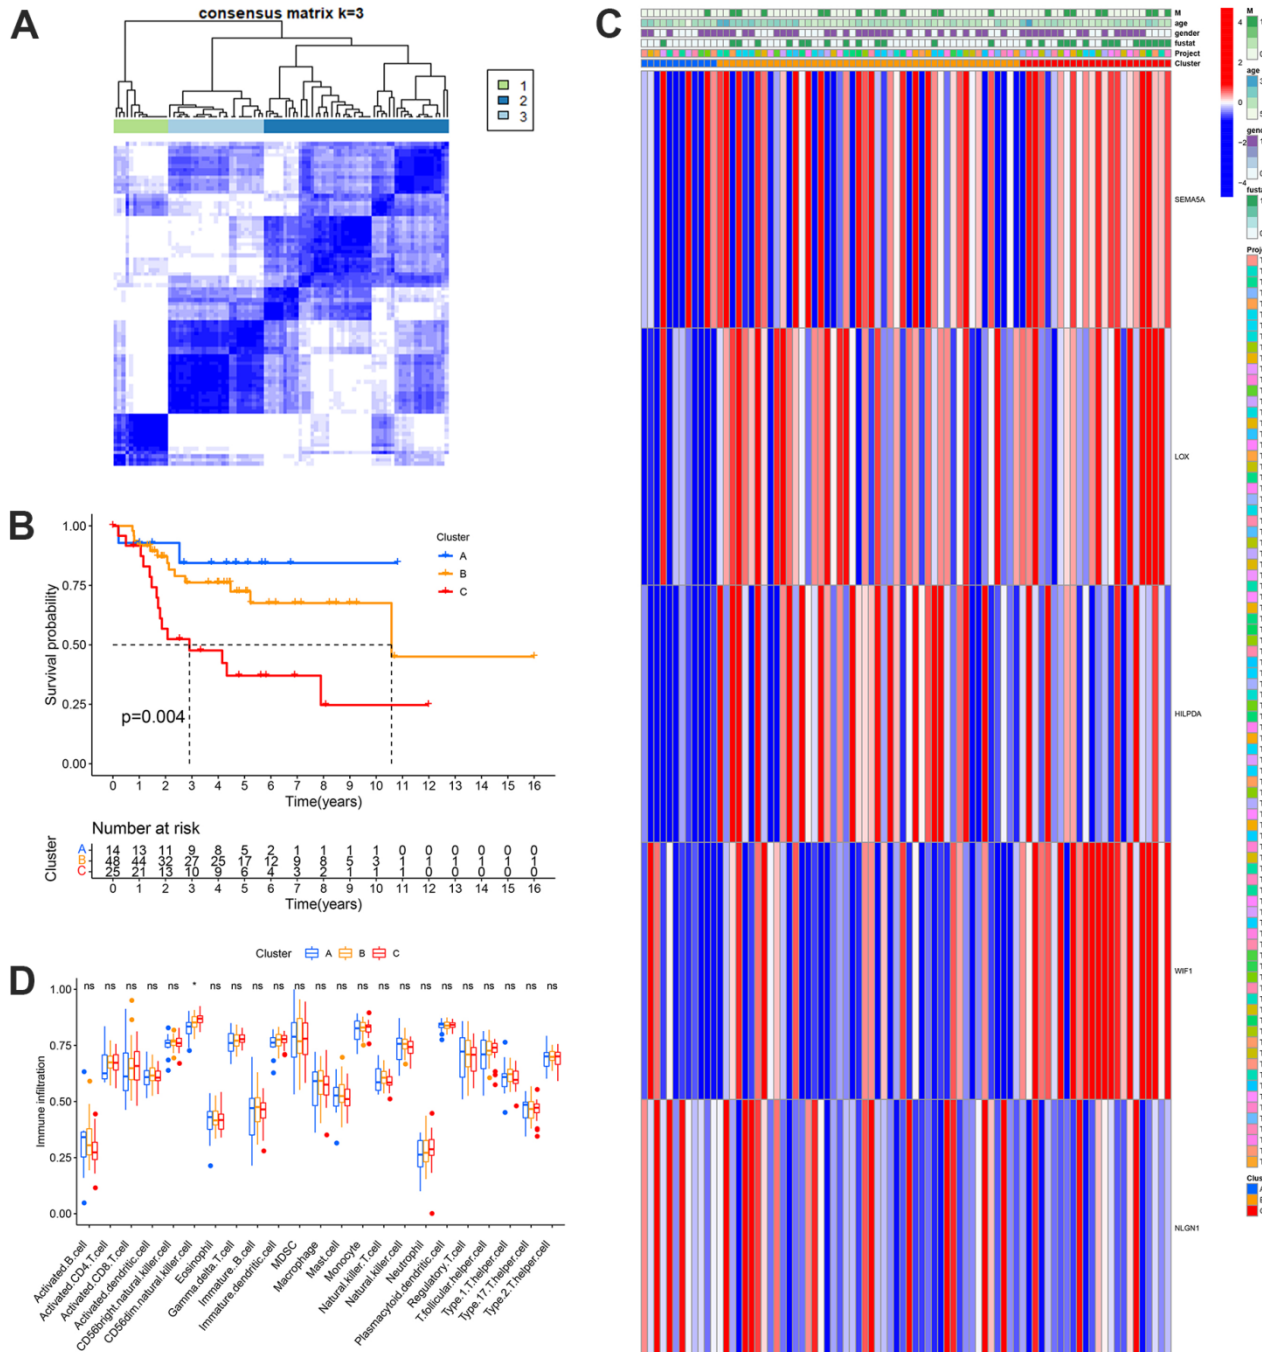 A
consensus matrix k=3
1
2
3
B
Survival probability
1.00
0.75
0.50
0.25
0.00
Cluster
A
B
C
p=0.004
0 1 2 3 4 5 6 7 8 9 10 11 12 13 14 15 16
Time(years)
Number at risk
Cluster
A 14 13 11 9 8 5 2 1 1 1 1 0 0 0 0 0 0
B 48 44 32 27 25 17 12 9 8 5 3 1 1 1 1 1 1
C 25 21 13 10 9 6 4 3 2 1 1 1 0 0 0 0 0
0 1 2 3 4 5 6 7 8 9 10 11 12 13 14 15 16
Time(years)
D
Cluster A B C
Immune infiltration
1.00
0.75
0.50
0.25
0.00
ns ns ns ns ns * ns ns ns ns ns ns ns ns ns ns ns ns ns ns ns ns ns
Activated.B.cell
Activated.CD4.T.cell
Activated.CD8.T.cell
Activated.dendritic.cell
CD56bright.natural.killer.cell
CD56dim.natural.killer.cell
Eosinophil
Gamma.delta.T.cell
Immature..B.cell
Immature.dendritic.cell
MDSC
Macrophage
Mast.cell
Monocyte
Natural.killer.T.cell
Natural.killer.cell
Neutrophil
Plasmacytoid.dendritic.cell
Regulatory.T.cell
T.follicular.helper.cell
Type.1.T.helper.cell
Type.17.T.helper.cell
Type.2.T.helper.cell
C
M
age
gender
fustat
Project
Cluster
SEMA5A
LOX
HILPDA
WIF1
NLGN1
4
2
0
−2
−4
M
age
Cluster